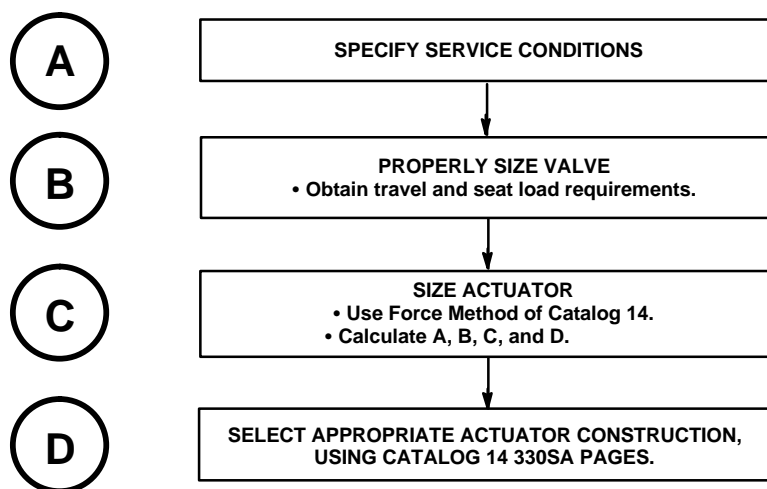 A
SPECIFY SERVICE CONDITIONS
B
PROPERLY SIZE VALVE
• Obtain travel and seat load requirements.
C
SIZE ACTUATOR
• Use Force Method of Catalog 14.
• Calculate A, B, C, and D.
D
SELECT APPROPRIATE ACTUATOR CONSTRUCTION,
USING CATALOG 14 330SA PAGES.